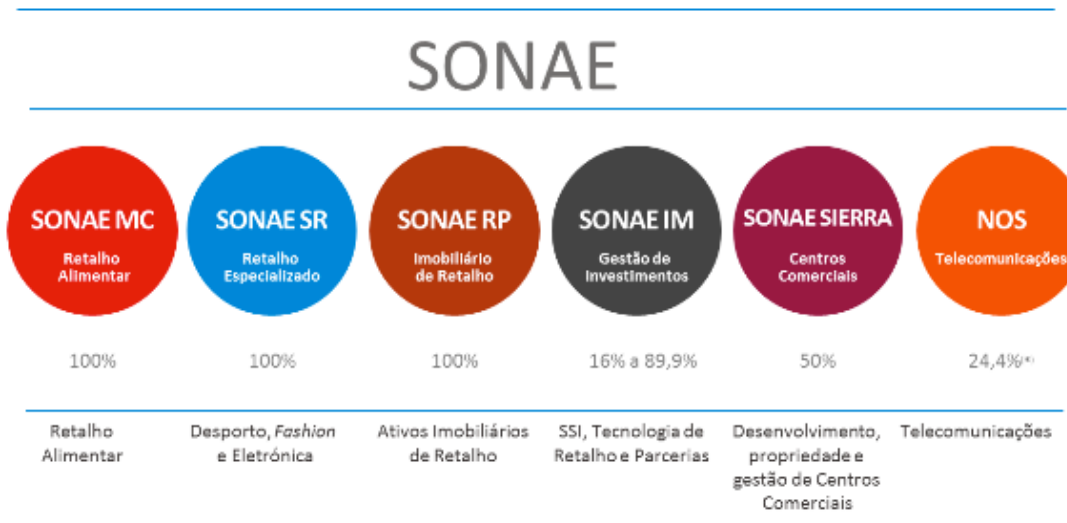 SONAE
SONAE MC
Retalho
Alimentar
SONAE SR
Retalho
Especializado
SONAE RP
Imobiliário
de Retalho
SONAE IM
Gestão de
Investimentos
SONAE SIERRA
Centros
Comerciais
NOS
Telecomunicações
100%
100%
100%
16% a 89,9%
50%
24,4%(*)
Retalho
Alimentar
Desporto, Fashion
e Eletrónica
Ativos Imobiliários
de Retalho
SSI, Tecnologia de
Retalho e Parcerias
Desenvolvimento,
propriedade e
gestão de Centros
Comerciais
Telecomunicações